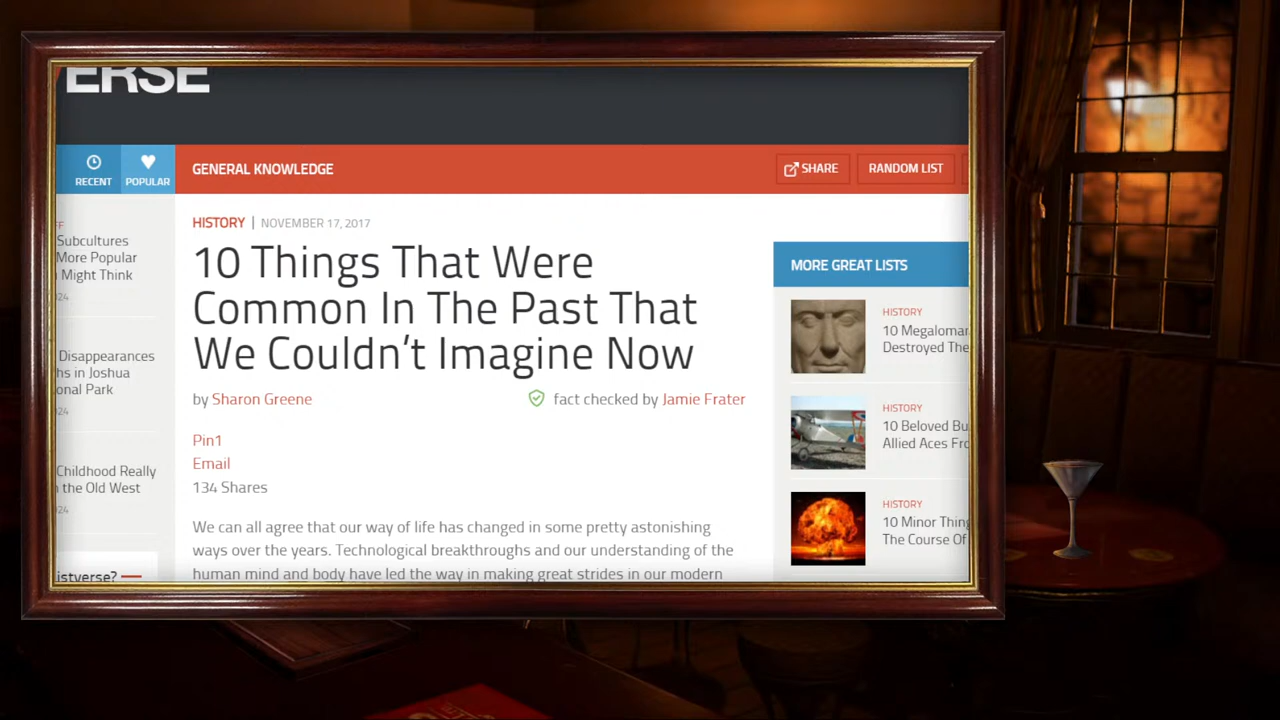 ERSE
RECENT
POPULAR
GENERAL KNOWLEDGE
SHARE
RANDOM LIST
Subcultures
More Popular
Might Think
24
Disappearances
hs in Joshua
onal Park
24
Childhood Really
the Old West
24
istverse?
HISTORY | NOVEMBER 17, 2017
10 Things That Were
Common In The Past That
We Couldn't Imagine Now
by Sharon Greene
fact checked by Jamie Frater
Pin1
Email
134 Shares
We can all agree that our way of life has changed in some pretty astonishing
ways over the years. Technological breakthroughs and our understanding of the
human mind and body have led the way in making great strides in our modern
MORE GREAT LISTS
HISTORY
10 Megaloma
Destroyed The
HISTORY
10 Beloved Bu
Allied Aces Fr
HISTORY
10 Minor Thin
The Course Of